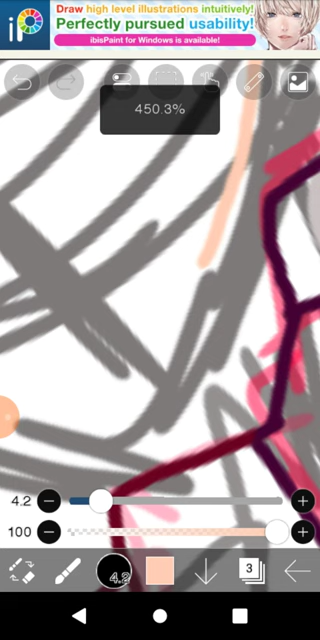 Draw high level illustrations intuitively!
Perfectly pursued usability!
ibisPaint for Windows is available!
450.3%
4.2
100
4.2
3